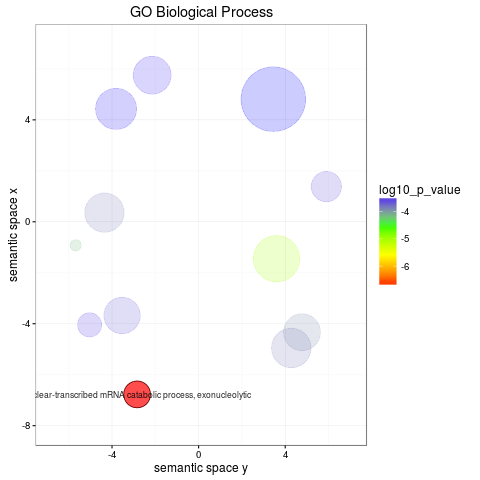 GO Biological Process
semantic space x
4
0
-4
-8
clear-transcribed mRNA catabolic process, exonucleolytic
-4
0
4
semantic space y
log10_p_value
-4
-5
-6